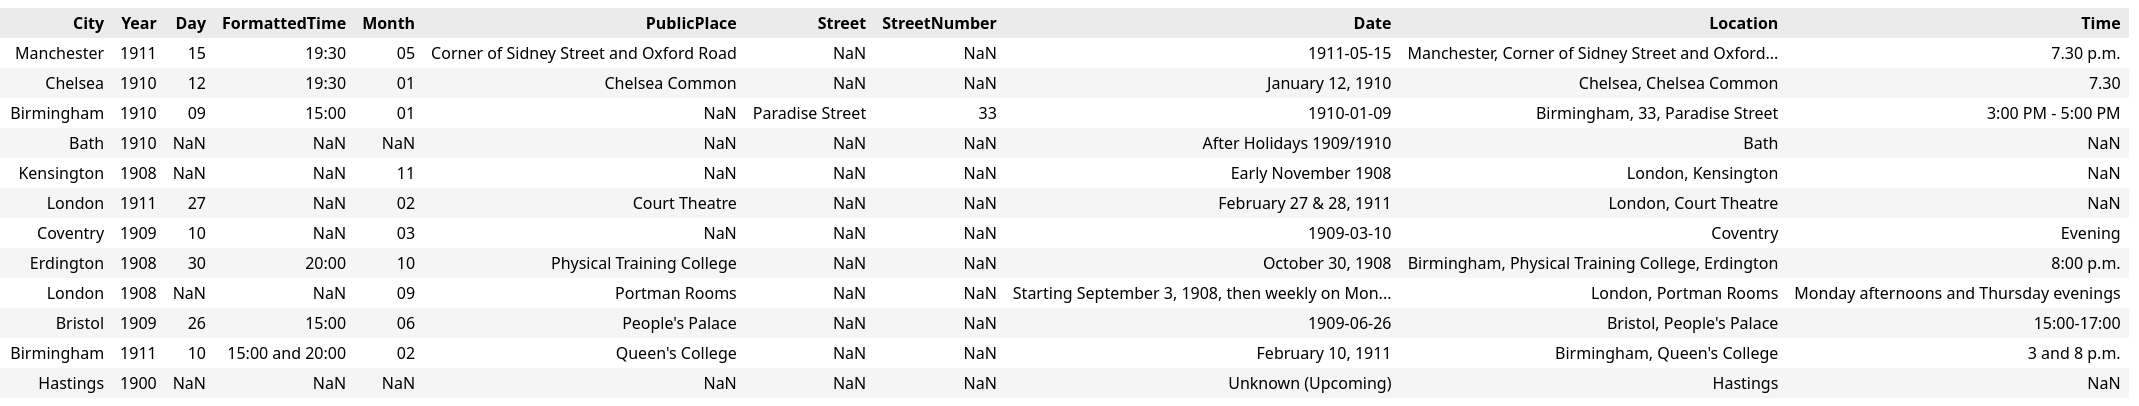 City Year Day FormattedTime Month PublicPlace Street StreetNumber Date Location Time
Manchester 1911 15 19:30 05 Corner of Sidney Street and Oxford Road NaN NaN 1911-05-15 Manchester, Corner of Sidney Street and Oxford... 7.30 p.m.
Chelsea 1910 12 19:30 01 Chelsea Common NaN NaN January 12, 1910 Chelsea, Chelsea Common 7.30
Birmingham 1910 09 15:00 01 NaN Paradise Street 33 1910-01-09 Birmingham, 33, Paradise Street 3:00 PM - 5:00 PM
Bath 1910 NaN NaN NaN NaN NaN NaN After Holidays 1909/1910 Bath NaN
Kensington 1908 NaN NaN 11 NaN NaN NaN Early November 1908 London, Kensington NaN
London 1911 27 NaN 02 Court Theatre NaN NaN February 27 & 28, 1911 London, Court Theatre NaN
Coventry 1909 10 NaN 03 NaN NaN NaN 1909-03-10 Coventry Evening
Erdington 1908 30 20:00 10 Physical Training College NaN NaN October 30, 1908 Birmingham, Physical Training College, Erdington 8:00 p.m.
London 1908 NaN NaN 09 Portman Rooms NaN NaN Starting September 3, 1908, then weekly on Mon... London, Portman Rooms Monday afternoons and Thursday evenings
Bristol 1909 26 15:00 06 People's Palace NaN NaN 1909-06-26 Bristol, People's Palace 15:00-17:00
Birmingham 1911 10 15:00 and 20:00 02 Queen's College NaN NaN February 10, 1911 Birmingham, Queen's College 3 and 8 p.m.
Hastings 1900 NaN NaN NaN NaN NaN NaN Unknown (Upcoming) Hastings NaN